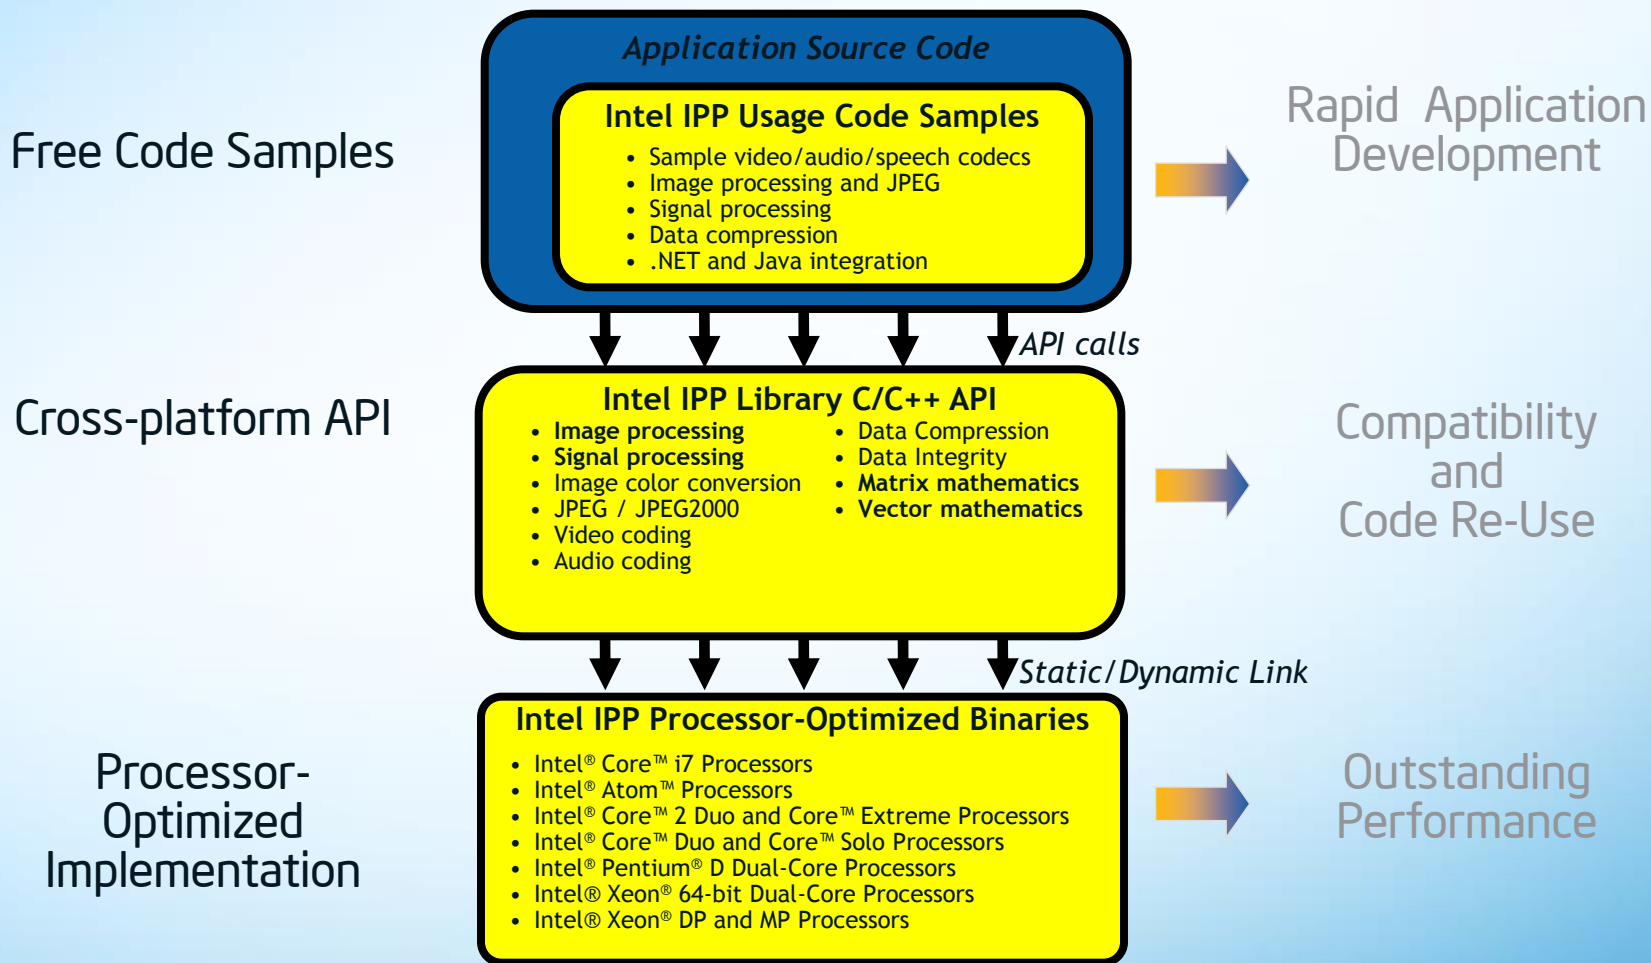 Application Source Code
Intel IPP Usage Code Samples
• Sample video/audio/speech codecs
• Image processing and JPEG
• Signal processing
• Data compression
• .NET and Java integration
Free Code Samples
Rapid Application
Development
API calls
Intel IPP Library C/C++ API
• Image processing
• Signal processing
• Image color conversion
• JPEG / JPEG2000
• Video coding
• Audio coding
• Data Compression
• Data Integrity
• Matrix mathematics
• Vector mathematics
Cross-platform API
Compatibility
and
Code Re-Use
Static/Dynamic Link
Intel IPP Processor-Optimized Binaries
• Intel® Core™ i7 Processors
• Intel® Atom™ Processors
• Intel® Core™ 2 Duo and Core™ Extreme Processors
• Intel® Core™ Duo and Core™ Solo Processors
• Intel® Pentium® D Dual-Core Processors
• Intel® Xeon® 64-bit Dual-Core Processors
• Intel® Xeon® DP and MP Processors
Processor-
Optimized
Implementation
Outstanding
Performance